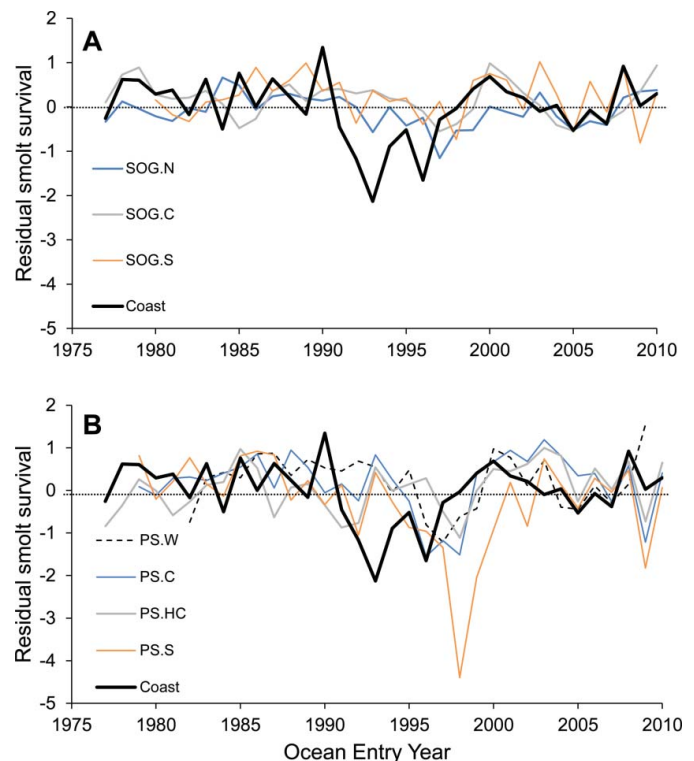 A
Residual smolt survival
2
1
0
-1
-2
-3
-4
-5
SOG.N
SOG.C
SOG.S
Coast
1975 1980 1985 1990 1995 2000 2005 2010
B
Residual smolt survival
2
1
0
-1
-2
-3
-4
-5
PS.W
PS.C
PS.HC
PS.S
Coast
1975 1980 1985 1990 1995 2000 2005 2010
Ocean Entry Year